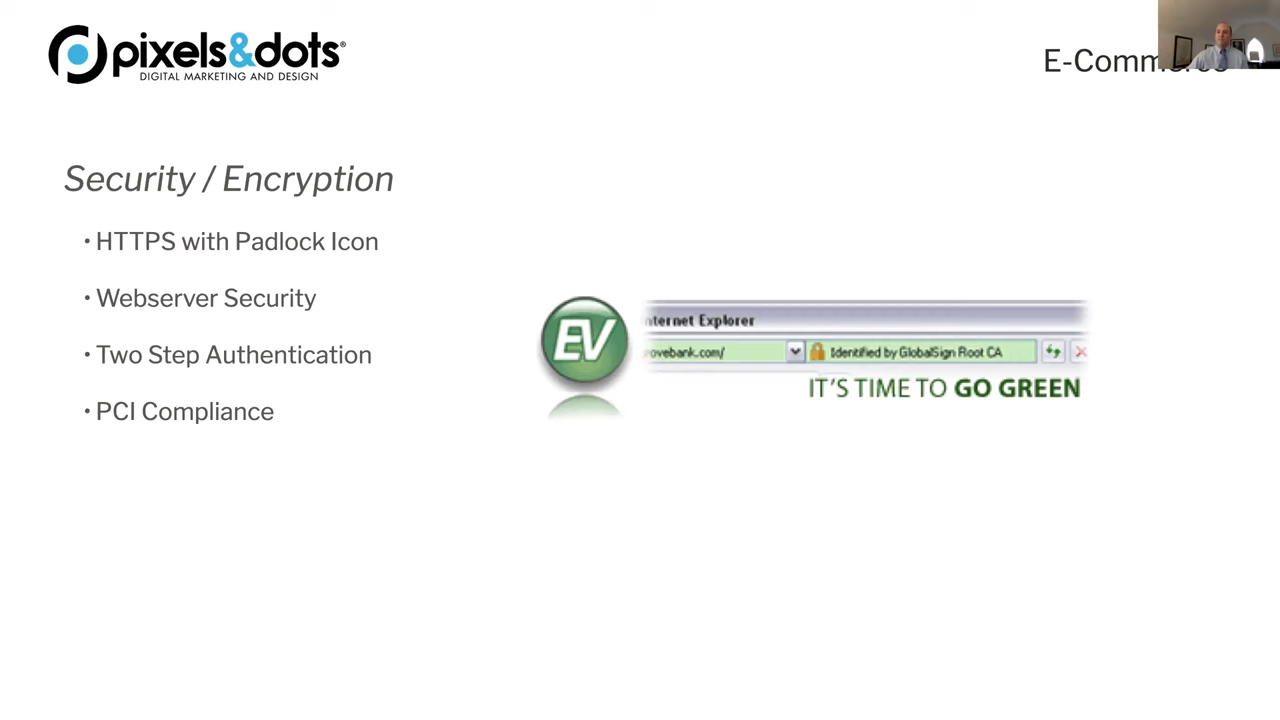 pixels&dots®
DIGITAL MARKETING AND DESIGN
E-Comm
Security / Encryption
• HTTPS with Padlock Icon
• Webserver Security
• Two Step Authentication
• PCI Compliance
EV
nternet Explorer
rovebank.com/
Identified by GlobalSign Root CA
IT'S TIME TO GO GREEN